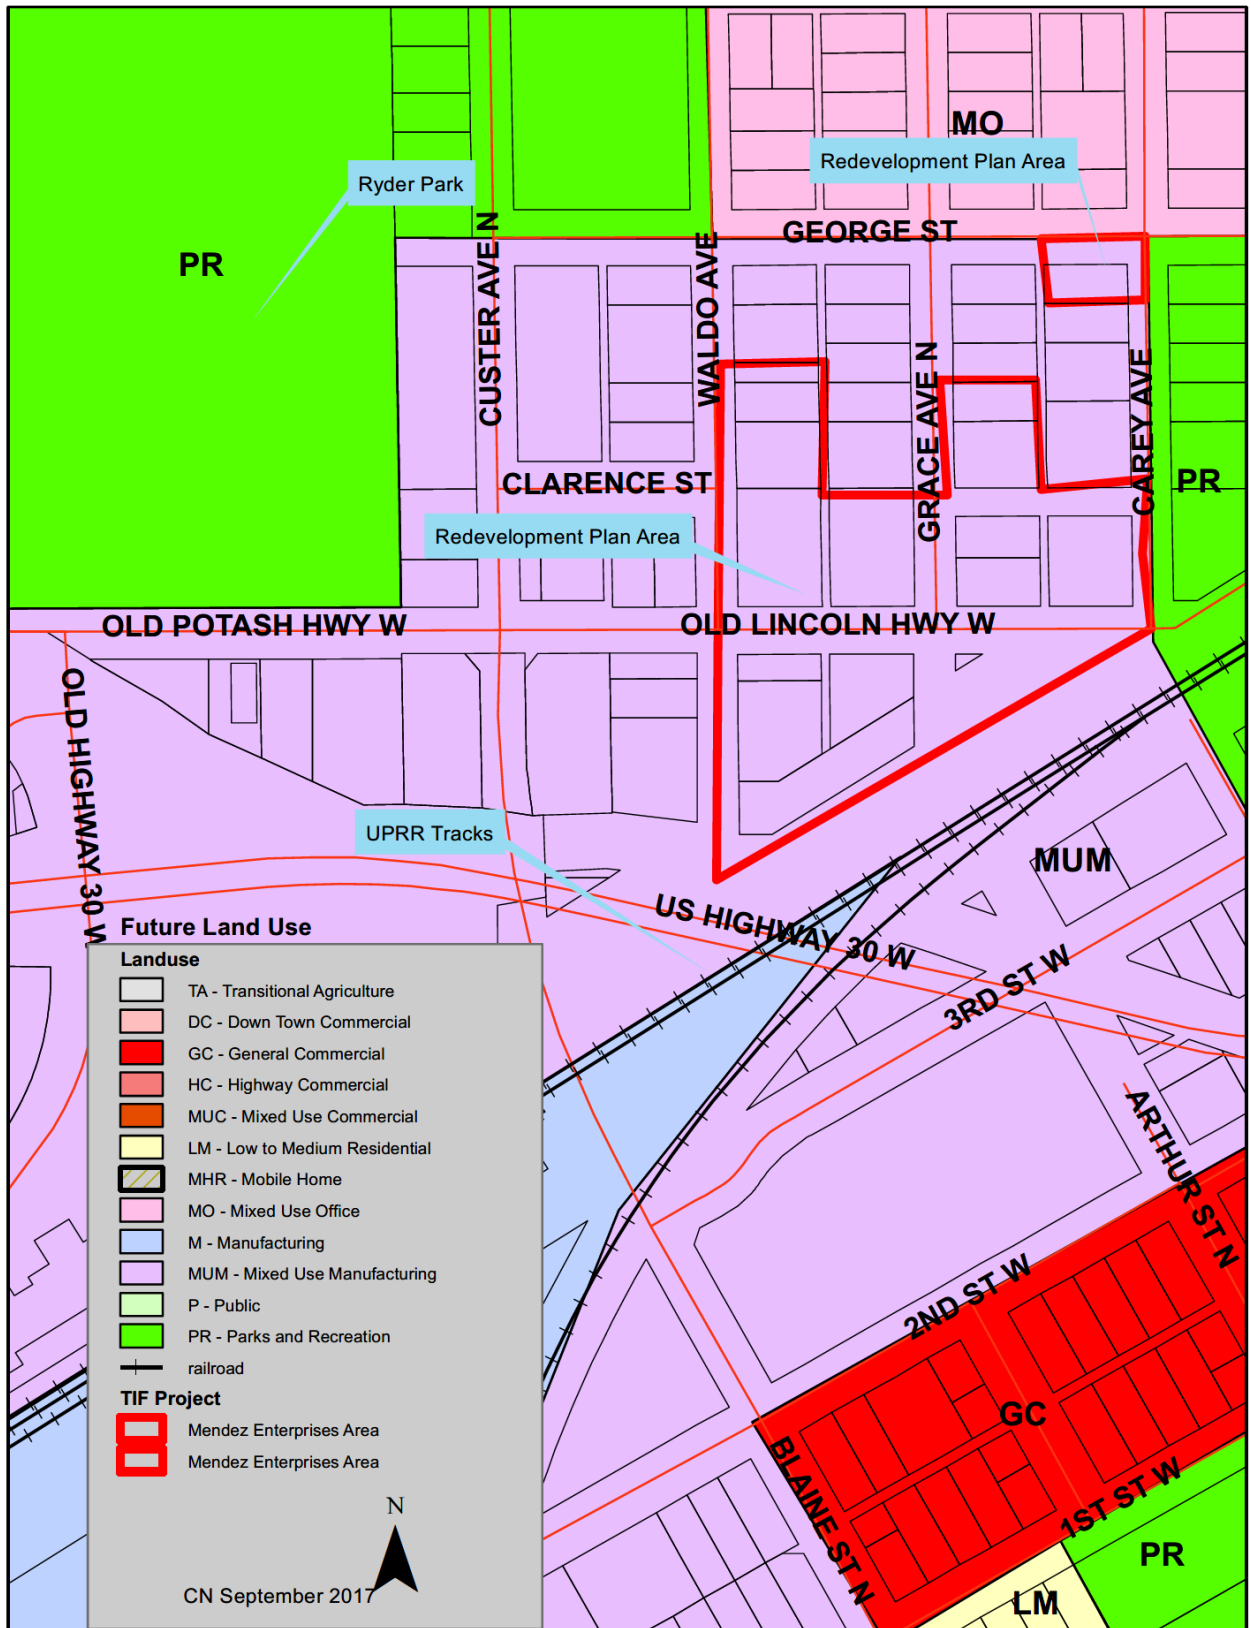 MO
Redevelopment Plan Area
Ryder Park
PR
GEORGE ST
CUSTER AVE N
WALDO AVE
GRACE AVE N
CAREY AVE
CLARENCE ST
PR
Redevelopment Plan Area
OLD POTASH HWY W
OLD LINCOLN HWY W
OLD HIGHWAY 30 W
UPRR Tracks
MUM
US HIGHWAY 30 W
3RD ST W
ARTHUR ST N
2ND ST W
GC
BLAINE ST N
1ST ST W
PR
LM
Future Land Use
Landuse
TA - Transitional Agriculture
DC - Down Town Commercial
GC - General Commercial
HC - Highway Commercial
MUC - Mixed Use Commercial
LM - Low to Medium Residential
MHR - Mobile Home
MO - Mixed Use Office
M - Manufacturing
MUM - Mixed Use Manufacturing
P - Public
PR - Parks and Recreation
railroad
TIF Project
Mendez Enterprises Area
Mendez Enterprises Area
N
CN September 2017